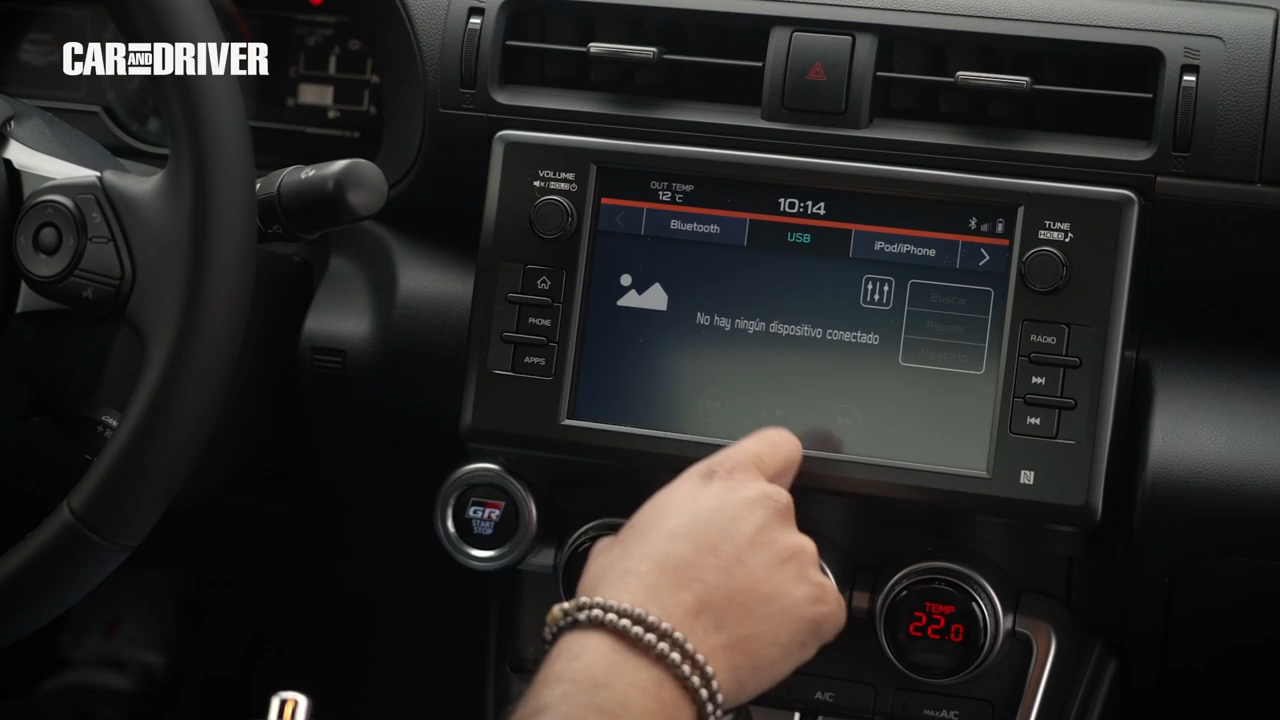 CAR AND DRIVER
VOLUME
HOLD
OUT TEMP
12 °C
10:14
TUNE
HOLD
Bluetooth
USB
iPod/iPhone
Buscar
Repetir
Aleatorio
No hay ningún dispositivo conectado
PHONE
APPS
RADIO
GR
START
STOP
TEMP
22.0
A/C
MAX A/C